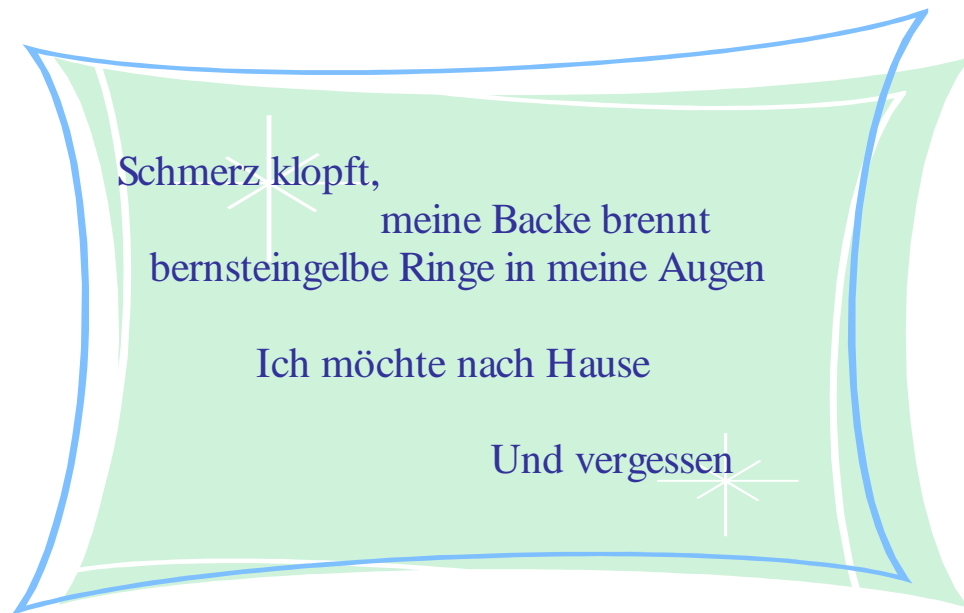 Schmerz klopft,
meine Backe brennt
bernsteingelbe Ringe in meine Augen
Ich möchte nach Hause
Und vergessen